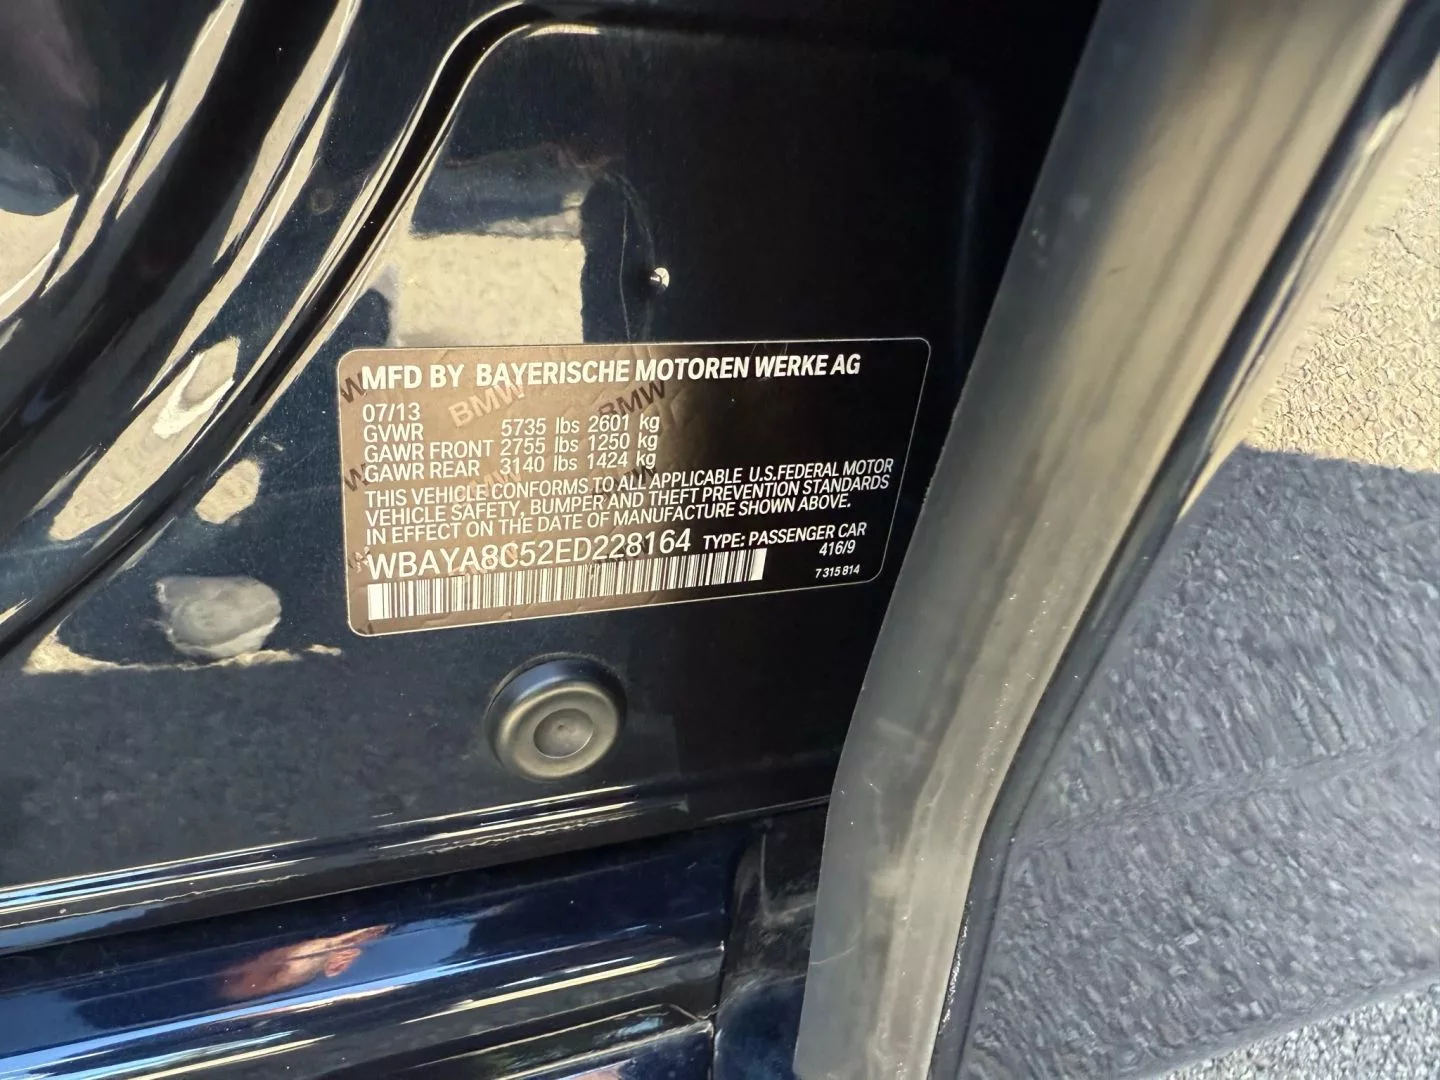 MFD BY BAYERISCHE MOTOREN WERKE AG
07/13
GVWR 5735 lbs 2601 kg
GAWR FRONT 2755 lbs 1250 kg
GAWR REAR 3140 lbs 1424 kg
THIS VEHICLE CONFORMS TO ALL APPLICABLE U.S.FEDERAL MOTOR
VEHICLE SAFETY, BUMPER AND THEFT PREVENTION STANDARDS
IN EFFECT ON THE DATE OF MANUFACTURE SHOWN ABOVE.
WBAYA8C52ED228164 TYPE: PASSENGER CAR
416/9
7 315 814
BMW
BMW